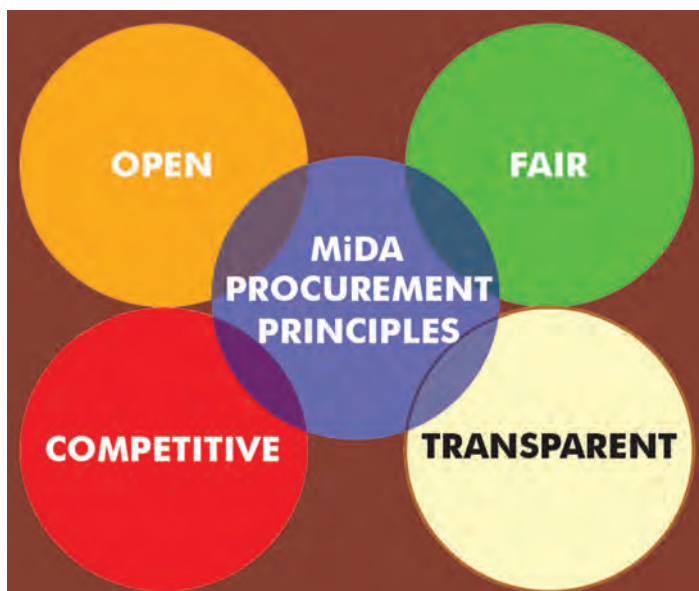 OPEN
FAIR
MiDA
PROCUREMENT
PRINCIPLES
COMPETITIVE
TRANSPARENT